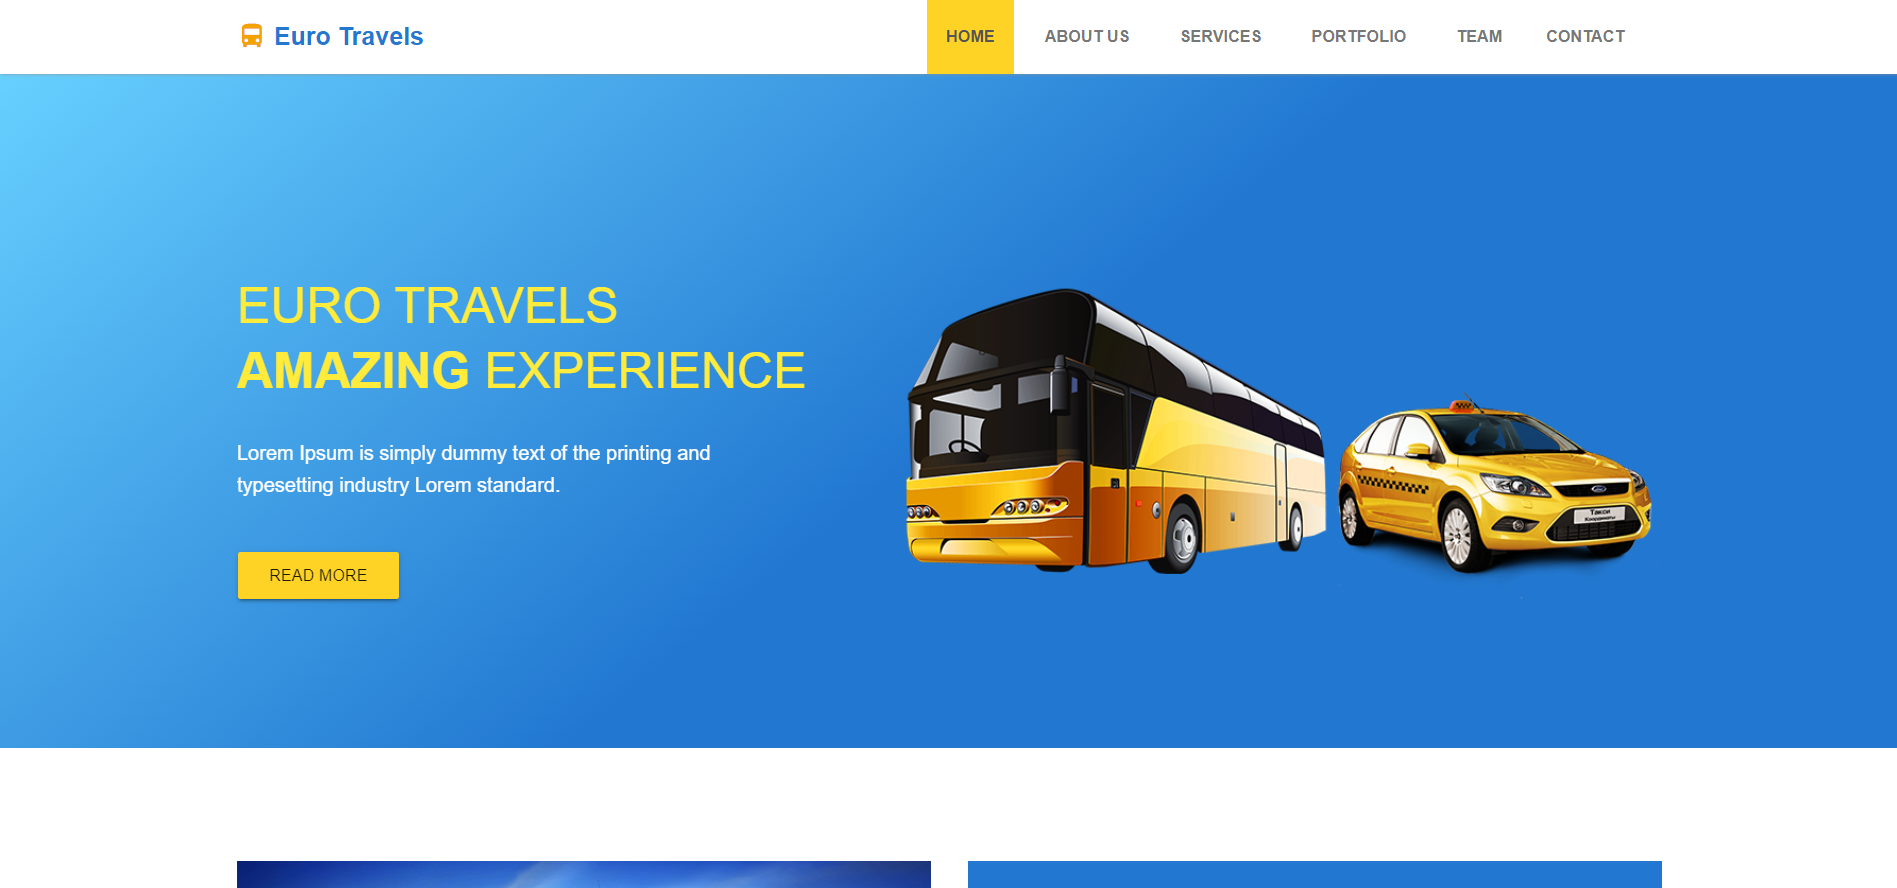 Euro Travels
HOME ABOUT US SERVICES PORTFOLIO TEAM CONTACT
EURO TRAVELS
AMAZING EXPERIENCE
Lorem Ipsum is simply dummy text of the printing and
typesetting industry Lorem standard.
READ MORE
Такси
Координаты